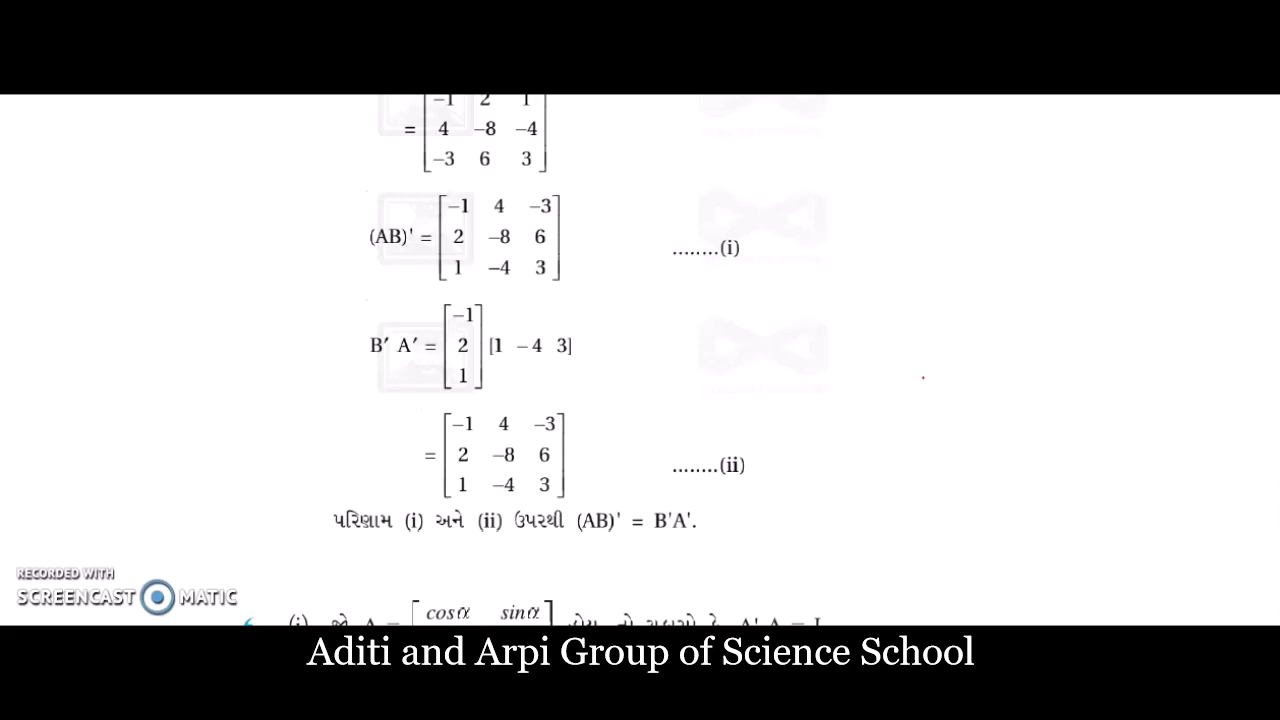 −1 2 1
= 4 −8 −4
−3 6 3
−1 4 −3
(AB)' = 2 −8 6 ........(i)
1 −4 3
−1
B′ A′ = 2 [1 −4 3]
1
−1 4 −3
= 2 −8 6 ........(ii)
1 −4 3
પરિણામ (i) અને (ii) ઉપરથી (AB)' = B'A'.
RECORDED WITH
SCREENCAST MATIC
cosα sinα
(i) જો A =
Aditi and Arpi Group of Science School